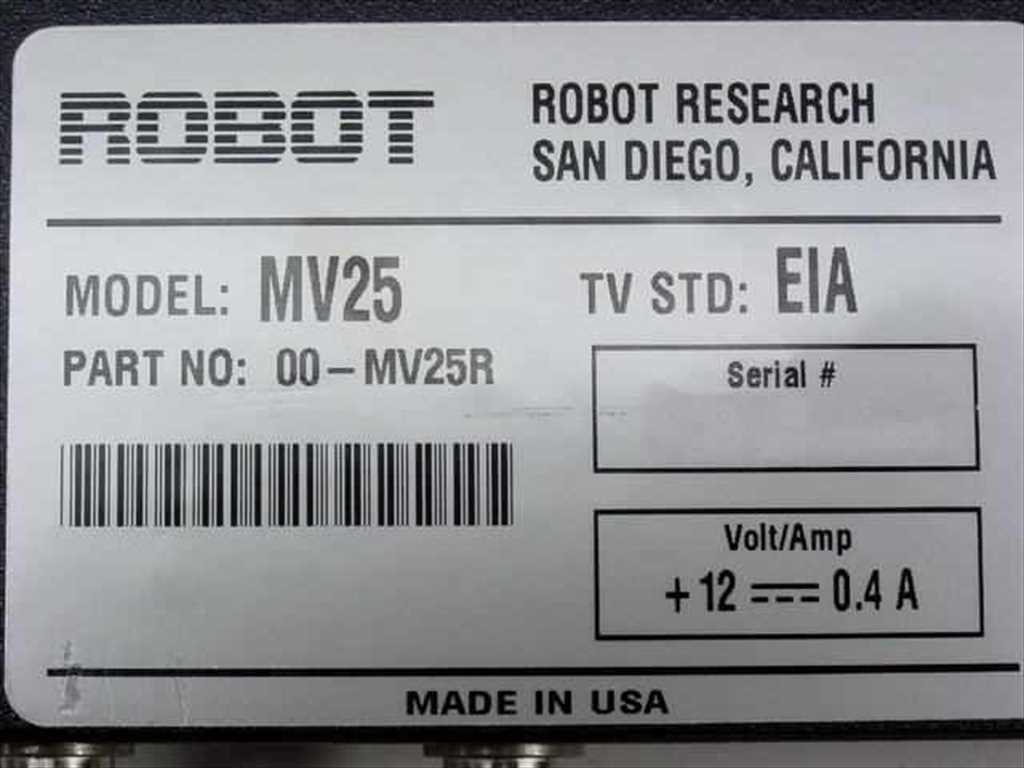 ROBOT
ROBOT RESEARCH
SAN DIEGO, CALIFORNIA
MODEL: MV25
TV STD: EIA
PART NO: 00-MV25R
Serial #
Volt/Amp
+12 ⎓ 0.4 A
MADE IN USA